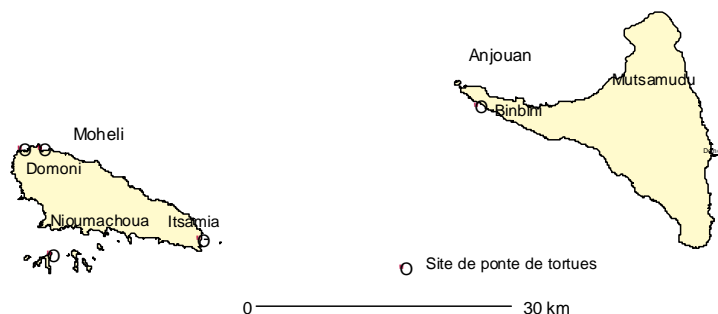 Anjouan
Mutsamudu
Binbini
Moheli
Domoni
Nioumachoua
Itsamia
Site de ponte de tortues
0
30 km